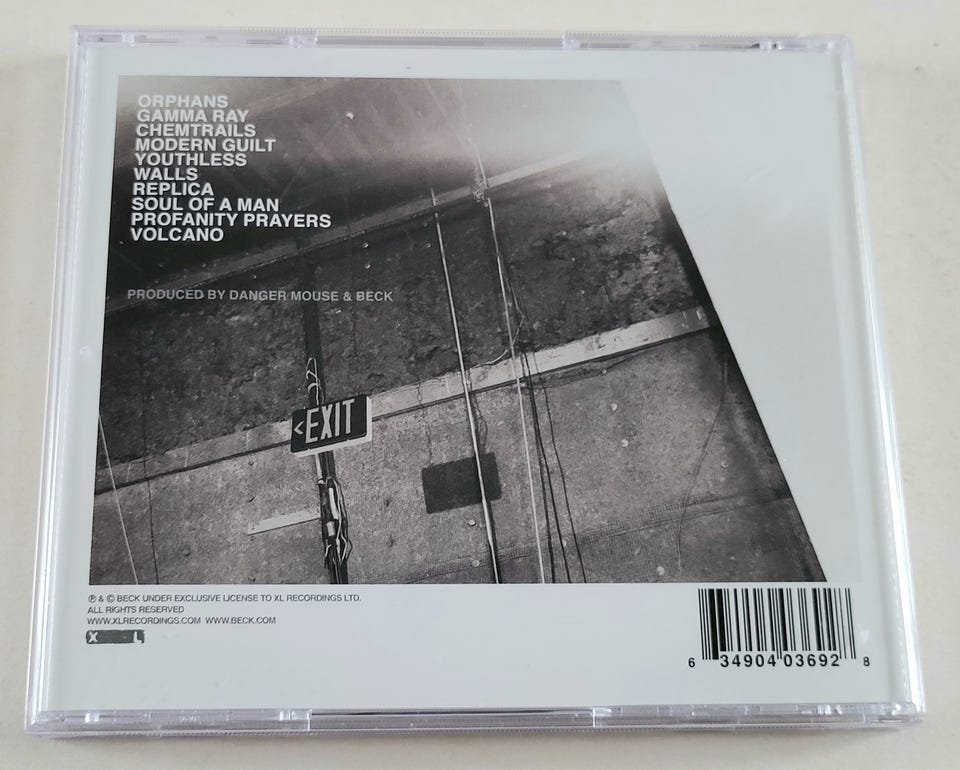 ORPHANS
GAMMA RAY
CHEMTRAILS
MODERN GUILT
YOUTHLESS
WALLS
REPLICA
SOUL OF A MAN
PROFANITY PRAYERS
VOLCANO
PRODUCED BY DANGER MOUSE & BECK
<EXIT
℗ & © BECK UNDER EXCLUSIVE LICENSE TO XL RECORDINGS LTD.
ALL RIGHTS RESERVED
WWW.XLRECORDINGS.COM WWW.BECK.COM
X L
6 34904 03692 8